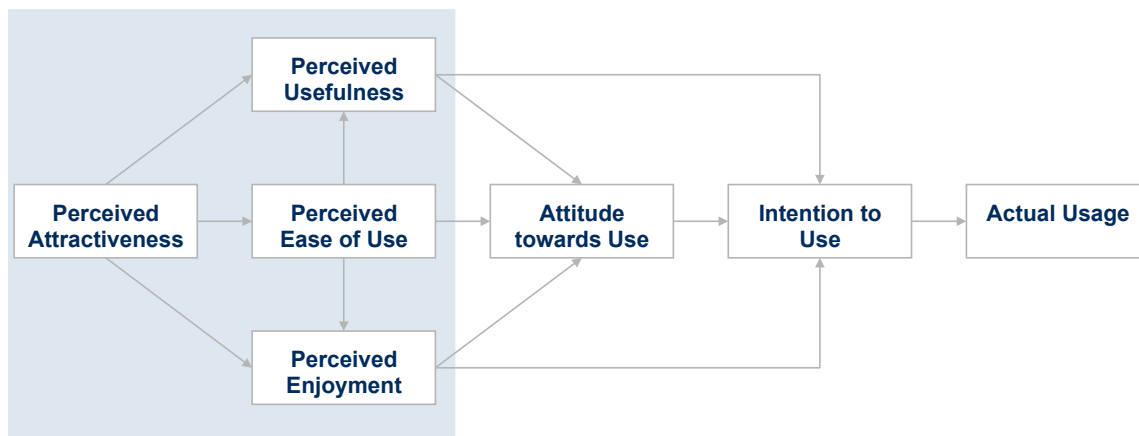 Perceived
Usefulness
Perceived
Attractiveness
Perceived
Ease of Use
Attitude
towards Use
Intention to
Use
Actual Usage
Perceived
Enjoyment